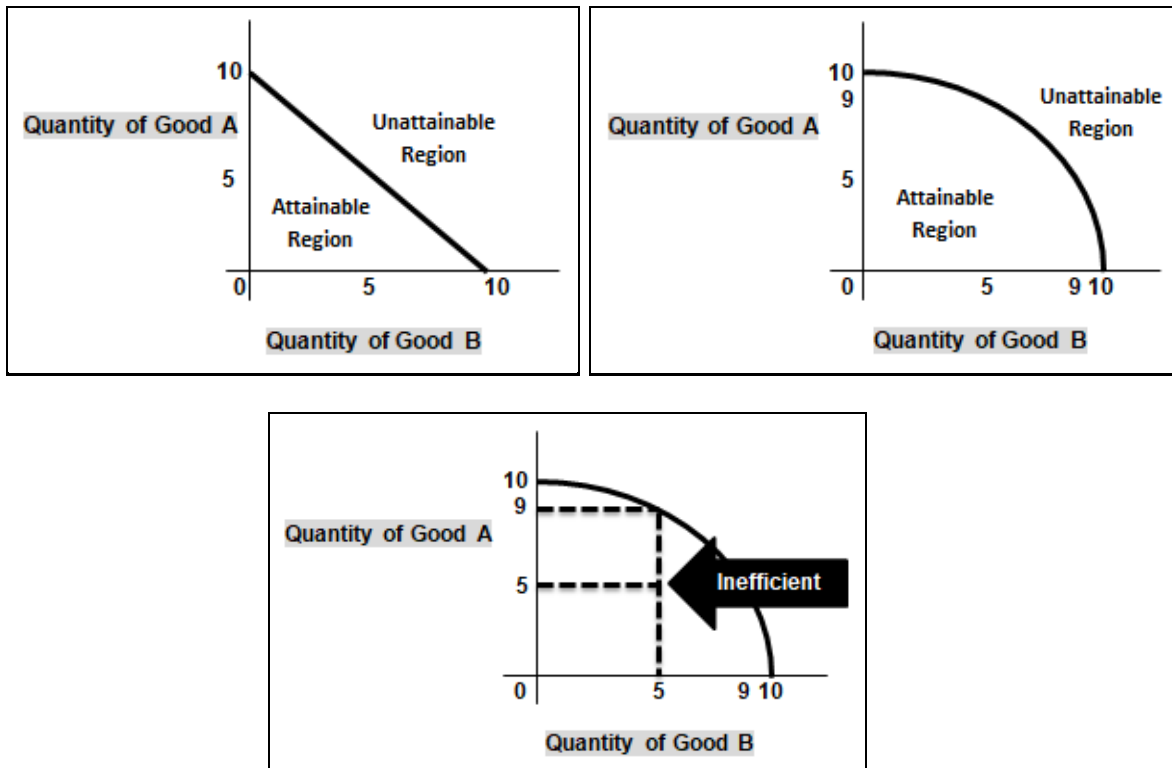 10
Quantity of Good A
Unattainable
Region
5
Attainable
Region
0 5 10
Quantity of Good B
10
9
Unattainable
Region
Quantity of Good A
5
Attainable
Region
0 5 9 10
Quantity of Good B
10
9
Quantity of Good A
5
Inefficient
0 5 9 10
Quantity of Good B